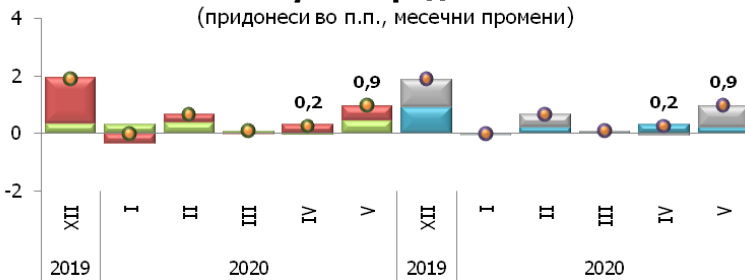 (придонеси во п.п., месечни промени)
4
2
0
-2
0,2
0,9
0,2
0,9
XII
I
II
III
IV
V
XII
I
II
III
IV
V
2019
2020
2019
2020